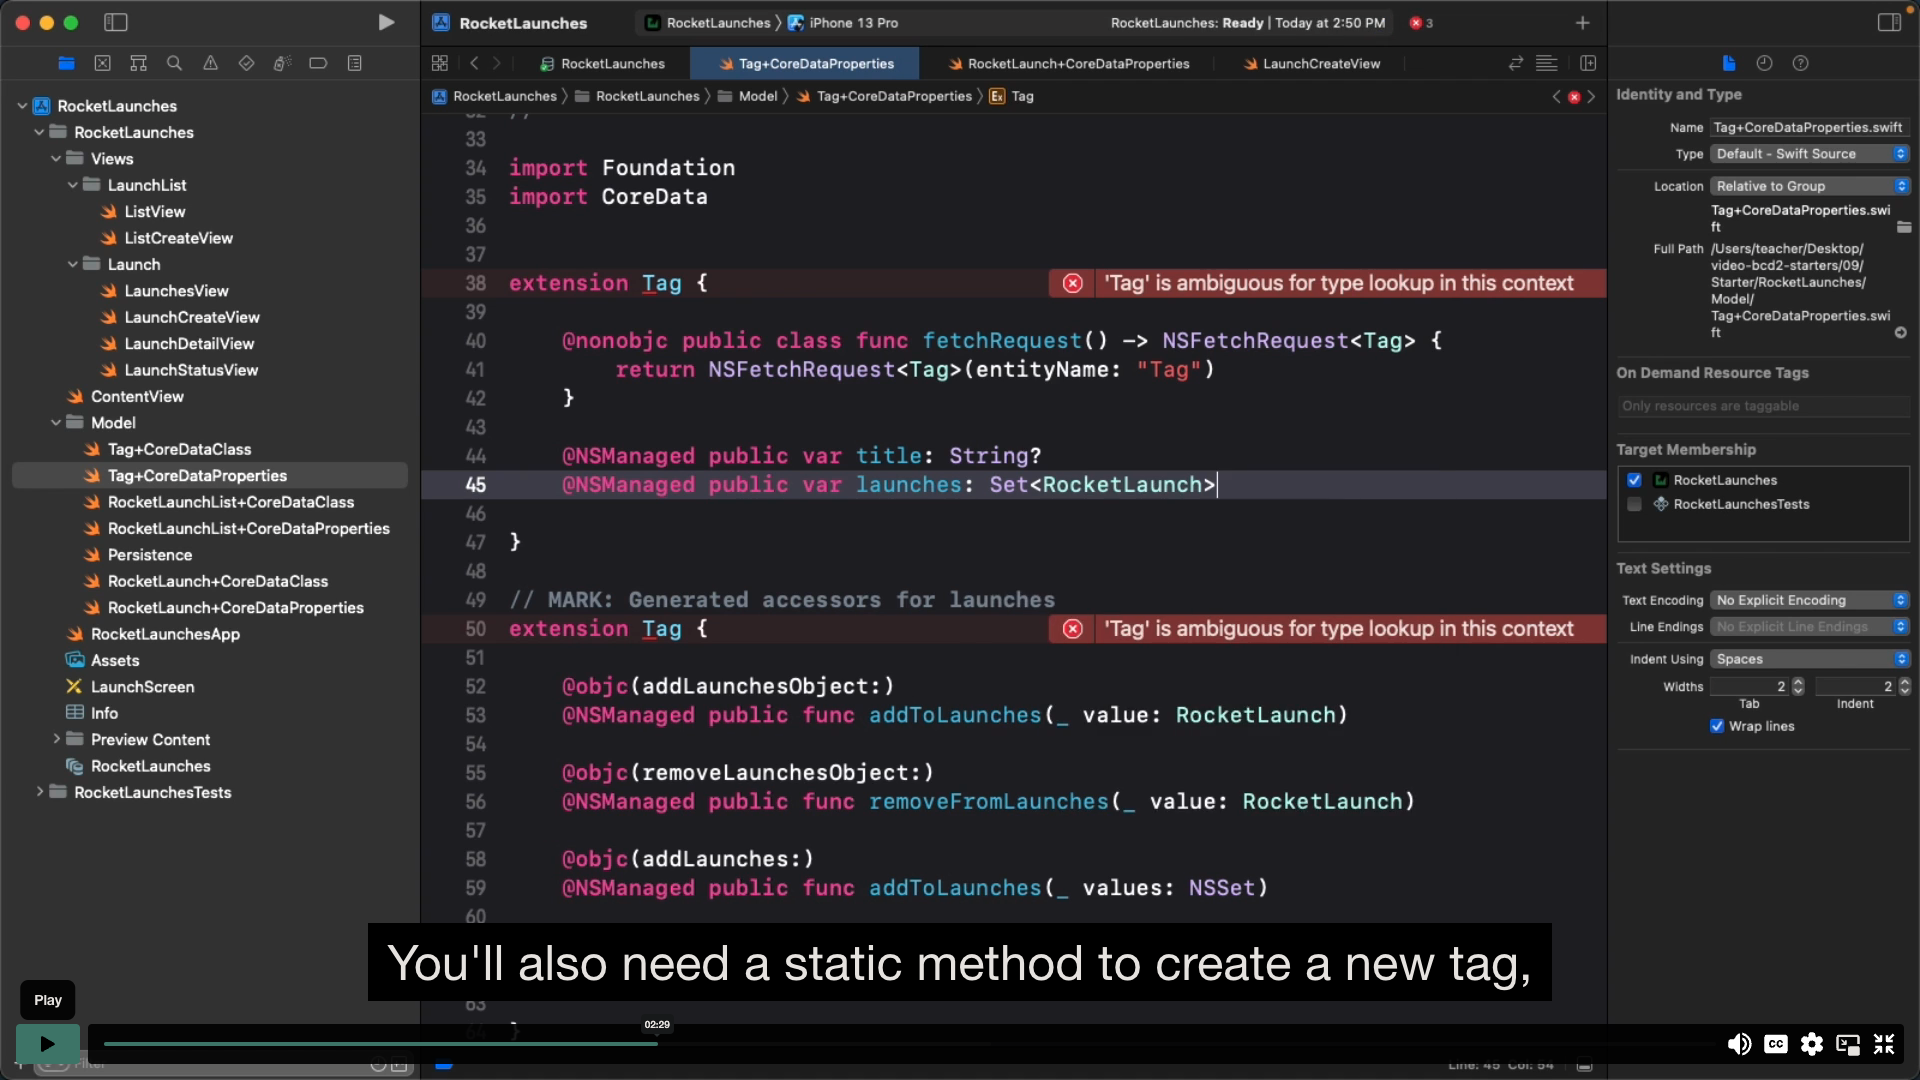 RocketLaunches
RocketLaunches
iPhone 13 Pro
RocketLaunches: Ready | Today at 2:50 PM
3
RocketLaunches
Tag+CoreDataProperties
RocketLaunch+CoreDataProperties
LaunchCreateView
RocketLaunches
RocketLaunches
Model
Tag+CoreDataProperties
Ex
Tag
RocketLaunches
RocketLaunches
Views
LaunchList
ListView
ListCreateView
Launch
LaunchesView
LaunchCreateView
LaunchDetailView
LaunchStatusView
ContentView
Model
Tag+CoreDataClass
Tag+CoreDataProperties
RocketLaunchList+CoreDataClass
RocketLaunchList+CoreDataProperties
Persistence
RocketLaunch+CoreDataClass
RocketLaunch+CoreDataProperties
RocketLaunchesApp
Assets
LaunchScreen
Info
Preview Content
RocketLaunches
RocketLaunchesTests
Filter
32 //
33
34 import Foundation
35 import CoreData
36
37
38 extension Tag {
'Tag' is ambiguous for type lookup in this context
39
40 @nonobjc public class func fetchRequest() -> NSFetchRequest<Tag> {
41 return NSFetchRequest<Tag>(entityName: "Tag")
42 }
43
44 @NSManaged public var title: String?
45 @NSManaged public var launches: Set<RocketLaunch>
46
47 }
48
49 // MARK: Generated accessors for launches
50 extension Tag {
'Tag' is ambiguous for type lookup in this context
51
52 @objc(addLaunchesObject:)
53 @NSManaged public func addToLaunches(_ value: RocketLaunch)
54
55 @objc(removeLaunchesObject:)
56 @NSManaged public func removeFromLaunches(_ value: RocketLaunch)
57
58 @objc(addLaunches:)
59 @NSManaged public func addToLaunches(_ values: NSSet)
60
63
64 }
You'll also need a static method to create a new tag,
Play
02:29
CC
Line: 45 Col: 54
Identity and Type
Name Tag+CoreDataProperties.swift
Type Default - Swift Source
Location Relative to Group
Tag+CoreDataProperties.swi
ft
Full Path /Users/teacher/Desktop/
video-bcd2-starters/09/
Starter/RocketLaunches/
Model/
Tag+CoreDataProperties.swi
ft
On Demand Resource Tags
Only resources are taggable
Target Membership
RocketLaunches
RocketLaunchesTests
Text Settings
Text Encoding No Explicit Encoding
Line Endings No Explicit Line Endings
Indent Using Spaces
Widths 2 2
Tab Indent
Wrap lines